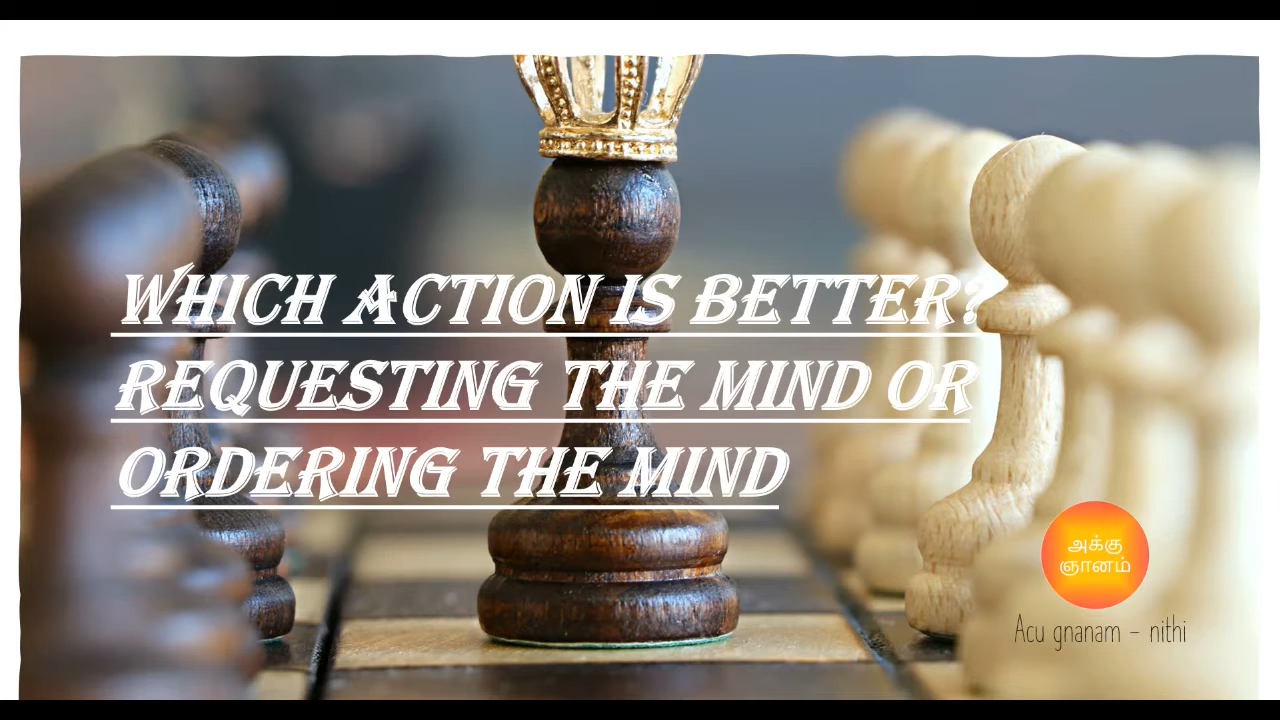 WHICH ACTION IS BETTER?
REQUESTING THE MIND OR
ORDERING THE MIND
அக்கு
ஞானம்
Acu gnanam - nithi